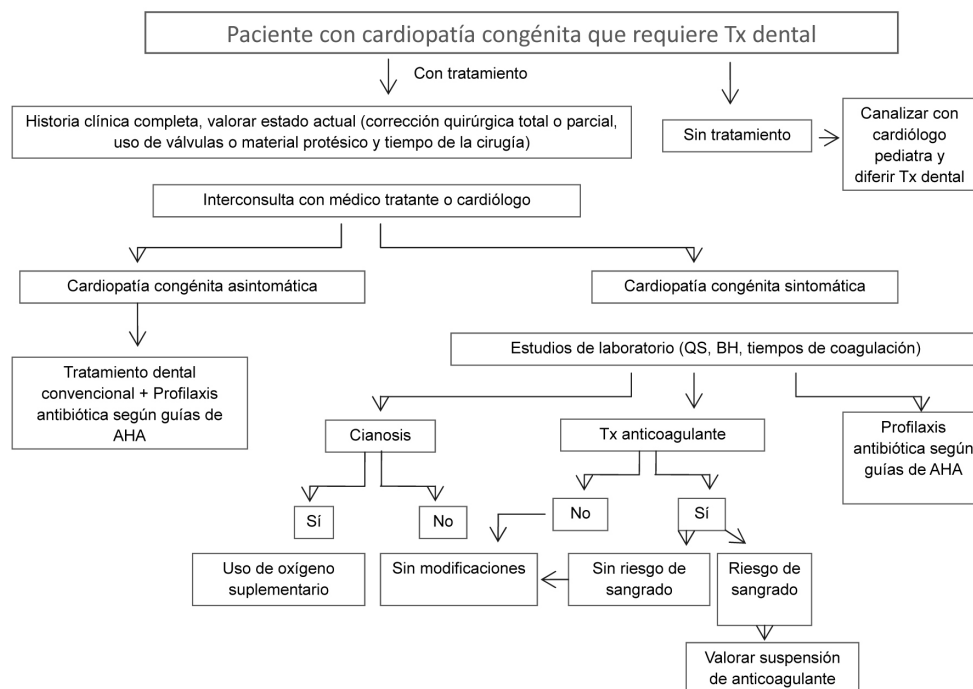 Paciente con cardiopatía congénita que requiere Tx dental
Con tratamiento
Historia clínica completa, valorar estado actual (corrección quirúrgica total o parcial,
uso de válvulas o material protésico y tiempo de la cirugía)
Sin tratamiento
Canalizar con
cardiólogo
pediatra y
diferir Tx dental
Interconsulta con médico tratante o cardiólogo
Cardiopatía congénita asintomática
Cardiopatía congénita sintomática
Tratamiento dental
convencional + Profilaxis
antibiótica según guías de
AHA
Estudios de laboratorio (QS, BH, tiempos de coagulación)
Cianosis
Tx anticoagulante
Profilaxis
antibiótica según
guías de AHA
Sí
No
No
Sí
Uso de oxígeno
suplementario
Sin modificaciones
Sin riesgo de
sangrado
Riesgo de
sangrado
Valorar suspensión
de anticoagulante